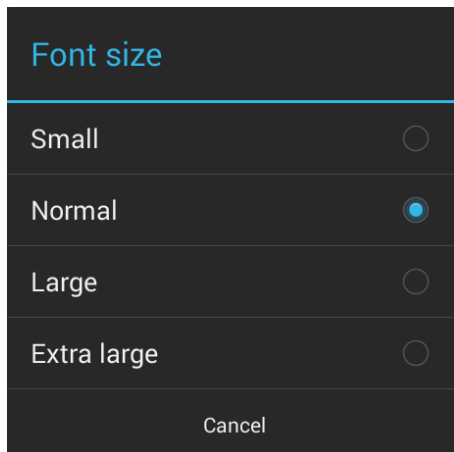 Font size
Small
Normal
Large
Extra large
Cancel